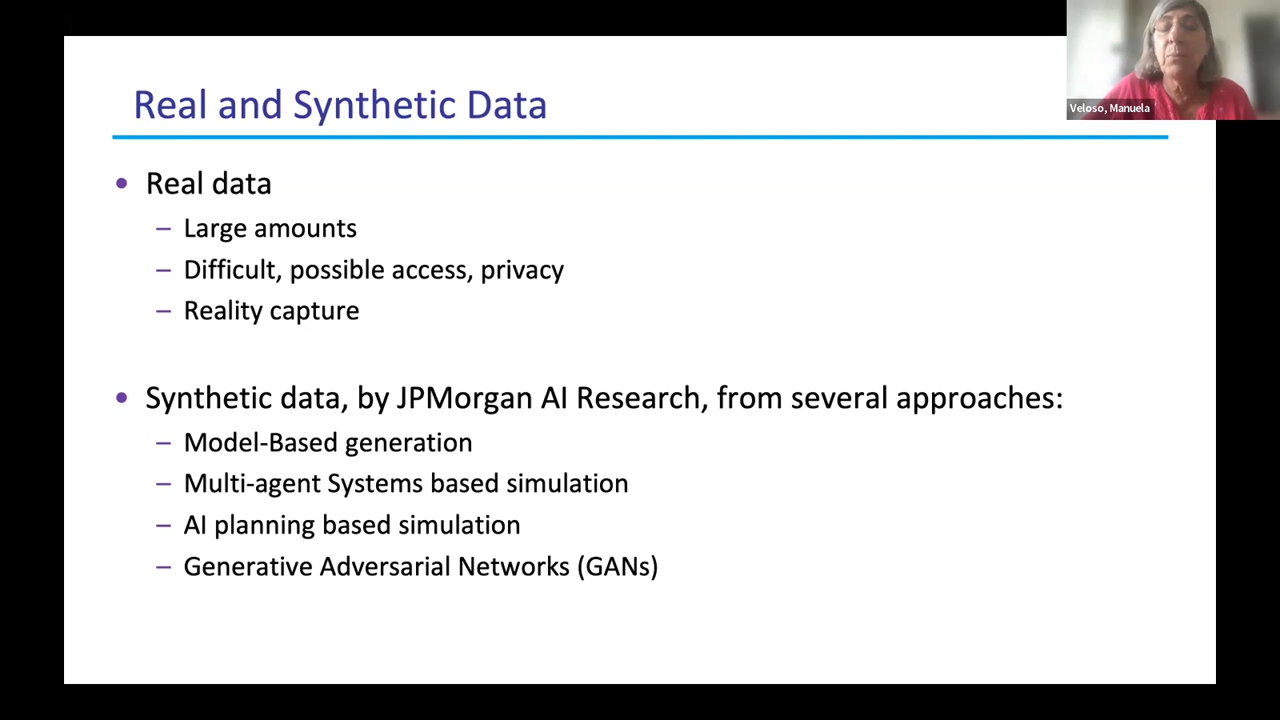 Real and Synthetic Data
Veloso, Manuela
• Real data
– Large amounts
– Difficult, possible access, privacy
– Reality capture
• Synthetic data, by JPMorgan AI Research, from several approaches:
– Model-Based generation
– Multi-agent Systems based simulation
– AI planning based simulation
– Generative Adversarial Networks (GANs)